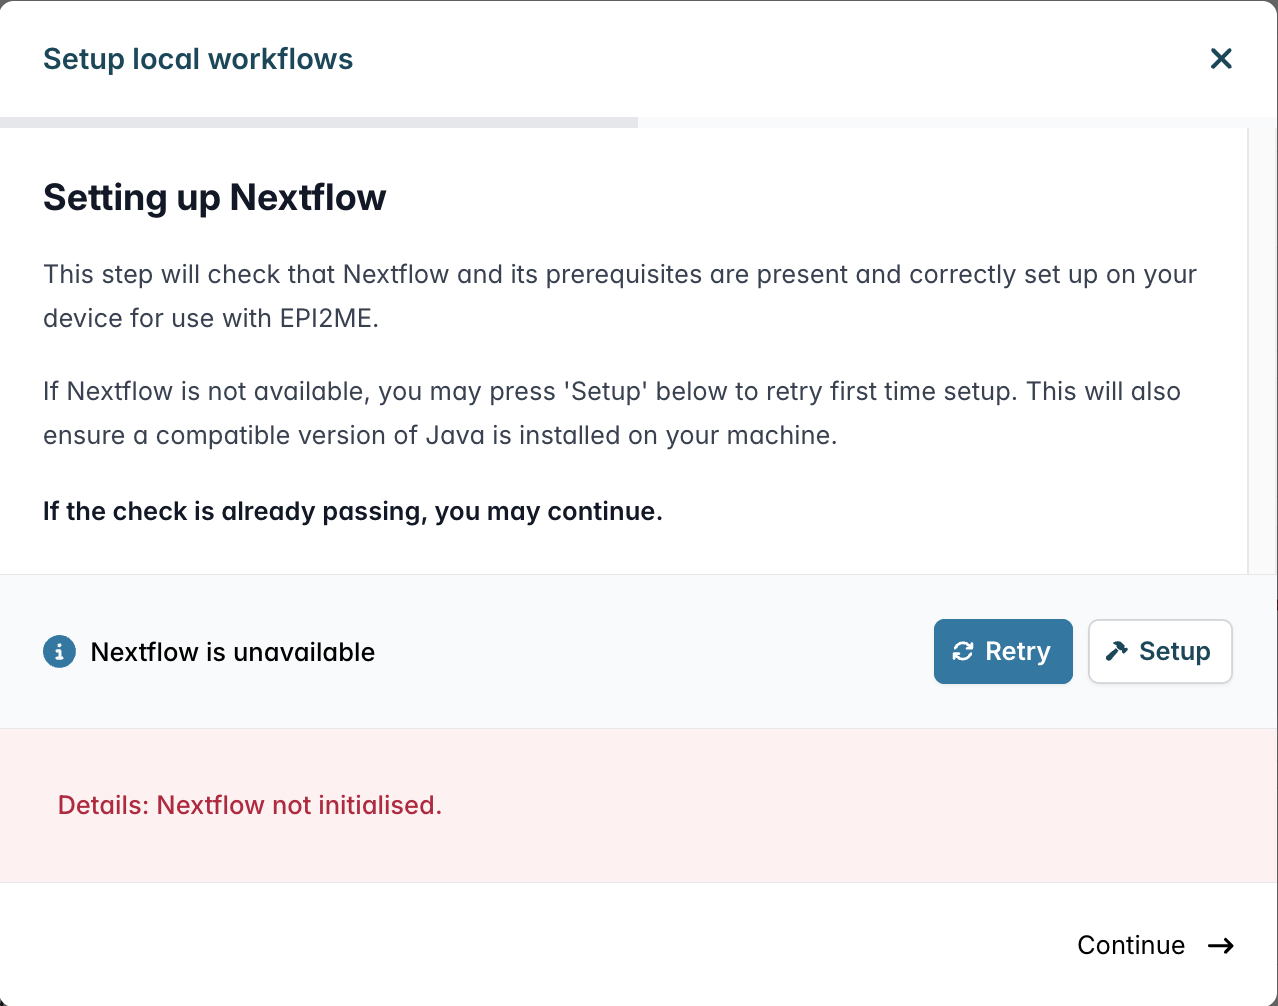 Setup local workflows
Setting up Nextflow
This step will check that Nextflow and its prerequisites are present and correctly set up on your
device for use with EPI2ME.
If Nextflow is not available, you may press 'Setup' below to retry first time setup. This will also
ensure a compatible version of Java is installed on your machine.
If the check is already passing, you may continue.
Nextflow is unavailable
Retry
Setup
Details: Nextflow not initialised.
Continue